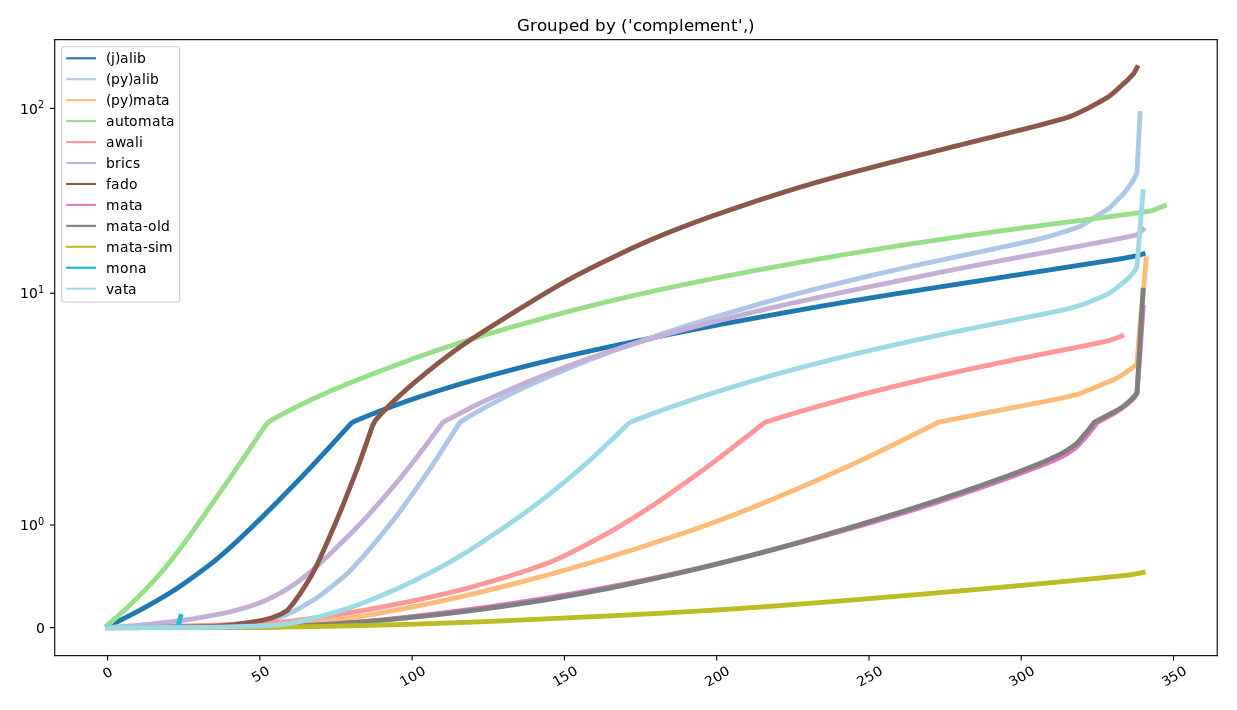 Grouped by ('complement',)
(j)alib
(py)alib
(py)mata
automata
awali
brics
fado
mata
mata-old
mata-sim
mona
vata
10²
10¹
10⁰
0
0 50 100 150 200 250 300 350